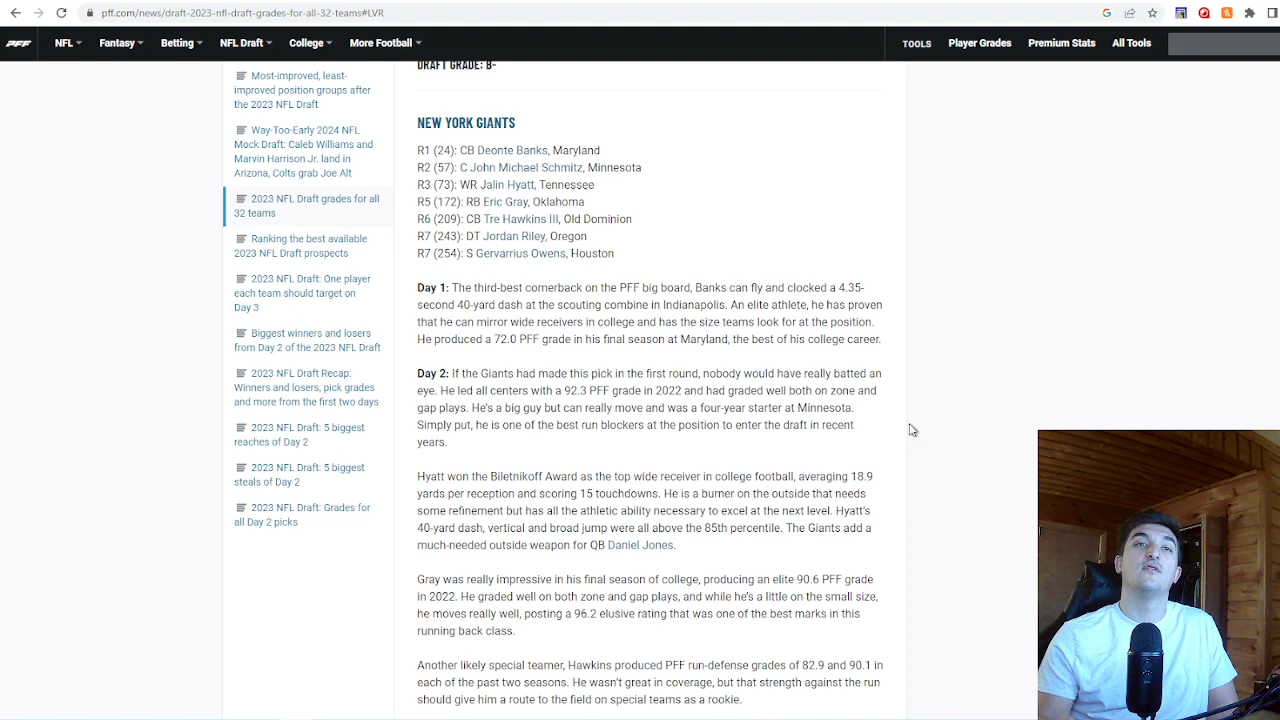 pff.com/news/draft-2023-nfl-draft-grades-for-all-32-teams#LVR
PFF NFL Fantasy Betting NFL Draft College More Football TOOLS Player Grades Premium Stats All Tools
Most-improved, least-
improved position groups after
the 2023 NFL Draft
Way-Too-Early 2024 NFL
Mock Draft: Caleb Williams and
Marvin Harrison Jr. land in
Arizona, Colts grab Joe Alt
2023 NFL Draft grades for all
32 teams
Ranking the best available
2023 NFL Draft prospects
2023 NFL Draft: One player
each team should target on
Day 3
Biggest winners and losers
from Day 2 of the 2023 NFL Draft
2023 NFL Draft Recap:
Winners and losers, pick grades
and more from the first two days
2023 NFL Draft: 5 biggest
reaches of Day 2
2023 NFL Draft: 5 biggest
steals of Day 2
2023 NFL Draft: Grades for
all Day 2 picks
DRAFT GRADE: B-
NEW YORK GIANTS
R1 (24): CB Deonte Banks, Maryland
R2 (57): C John Michael Schmitz, Minnesota
R3 (73): WR Jalin Hyatt, Tennessee
R5 (172): RB Eric Gray, Oklahoma
R6 (209): CB Tre Hawkins III, Old Dominion
R7 (243): DT Jordan Riley, Oregon
R7 (254): S Gervarrius Owens, Houston
Day 1: The third-best cornerback on the PFF big board, Banks can fly and clocked a 4.35-
second 40-yard dash at the scouting combine in Indianapolis. An elite athlete, he has proven
that he can mirror wide receivers in college and has the size teams look for at the position.
He produced a 72.0 PFF grade in his final season at Maryland, the best of his college career.
Day 2: If the Giants had made this pick in the first round, nobody would have really batted an
eye. He led all centers with a 92.3 PFF grade in 2022 and had graded well both on zone and
gap plays. He's a big guy but can really move and was a four-year starter at Minnesota.
Simply put, he is one of the best run blockers at the position to enter the draft in recent
years.
Hyatt won the Biletnikoff Award as the top wide receiver in college football, averaging 18.9
yards per reception and scoring 15 touchdowns. He is a burner on the outside that needs
some refinement but has all the athletic ability necessary to excel at the next level. Hyatt's
40-yard dash, vertical and broad jump were all above the 85th percentile. The Giants add a
much-needed outside weapon for QB Daniel Jones.
Gray was really impressive in his final season of college, producing an elite 90.6 PFF grade
in 2022. He graded well on both zone and gap plays, and while he's a little on the small size,
he moves really well, posting a 96.2 elusive rating that was one of the best marks in this
running back class.
Another likely special teamer, Hawkins produced PFF run-defense grades of 82.9 and 90.1 in
each of the past two seasons. He wasn't great in coverage, but that strength against the run
should give him a route to the field on special teams as a rookie.